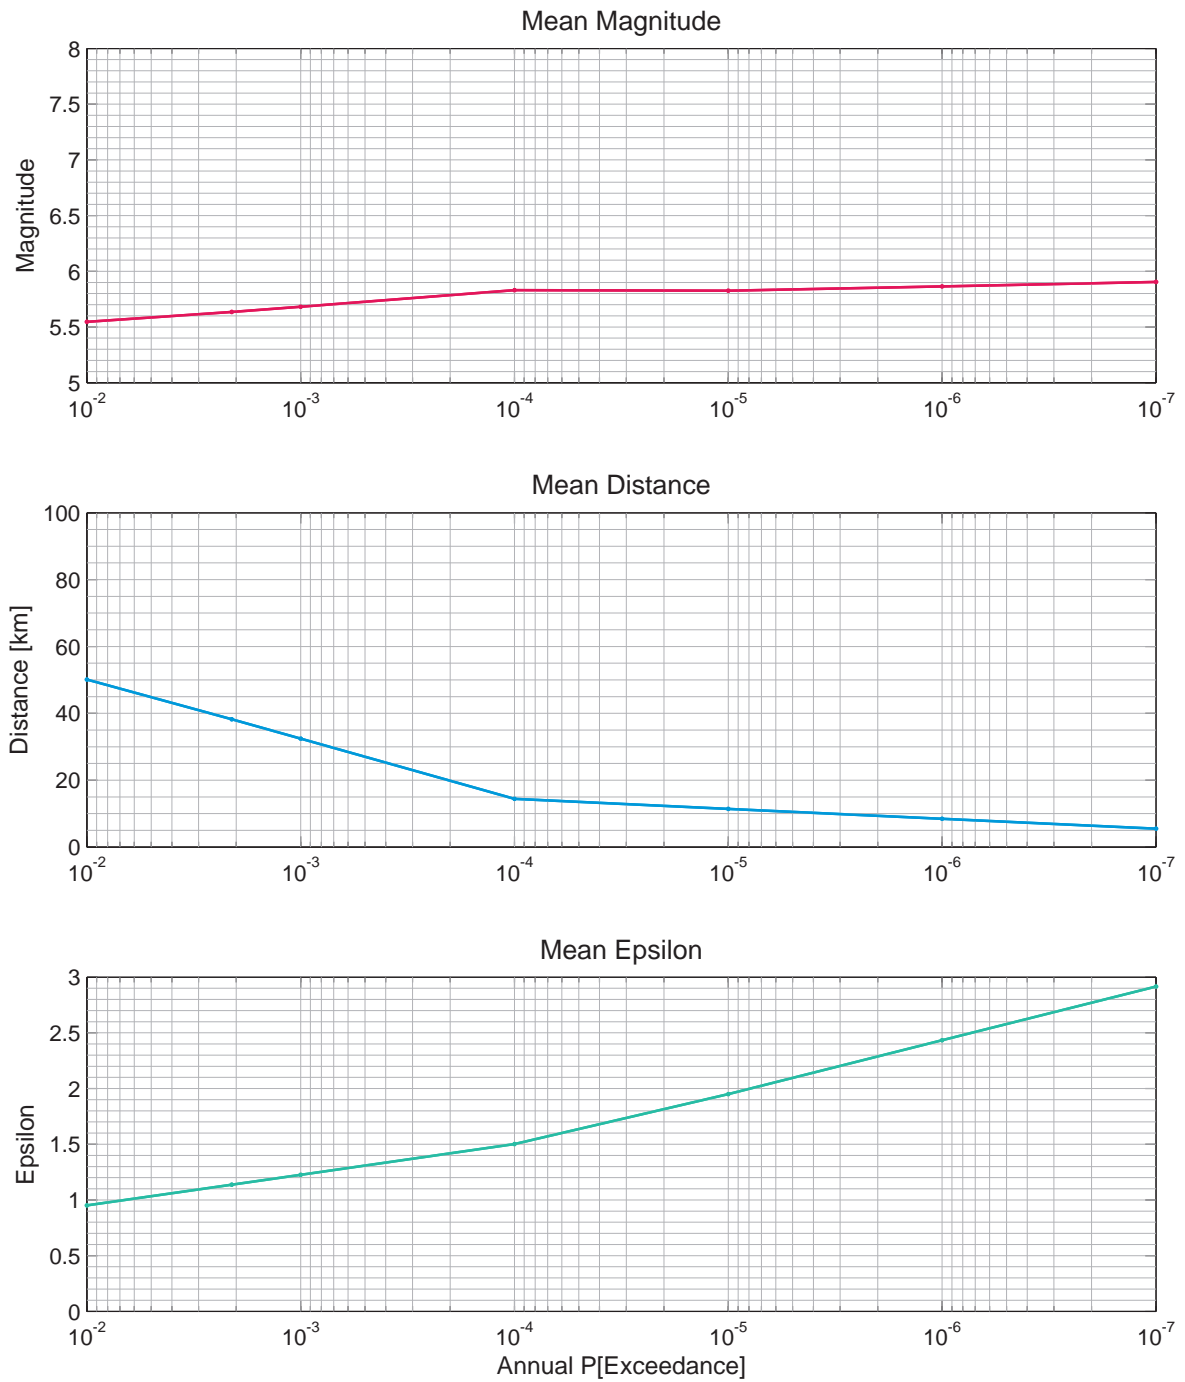 Mean Magnitude
Magnitude
8
7.5
7
6.5
6
5.5
5
10⁻² 10⁻³ 10⁻⁴ 10⁻⁵ 10⁻⁶ 10⁻⁷
Mean Distance
Distance [km]
100
80
60
40
20
0
10⁻² 10⁻³ 10⁻⁴ 10⁻⁵ 10⁻⁶ 10⁻⁷
Mean Epsilon
Epsilon
3
2.5
2
1.5
1
0.5
0
10⁻² 10⁻³ 10⁻⁴ 10⁻⁵ 10⁻⁶ 10⁻⁷
Annual P[Exceedance]